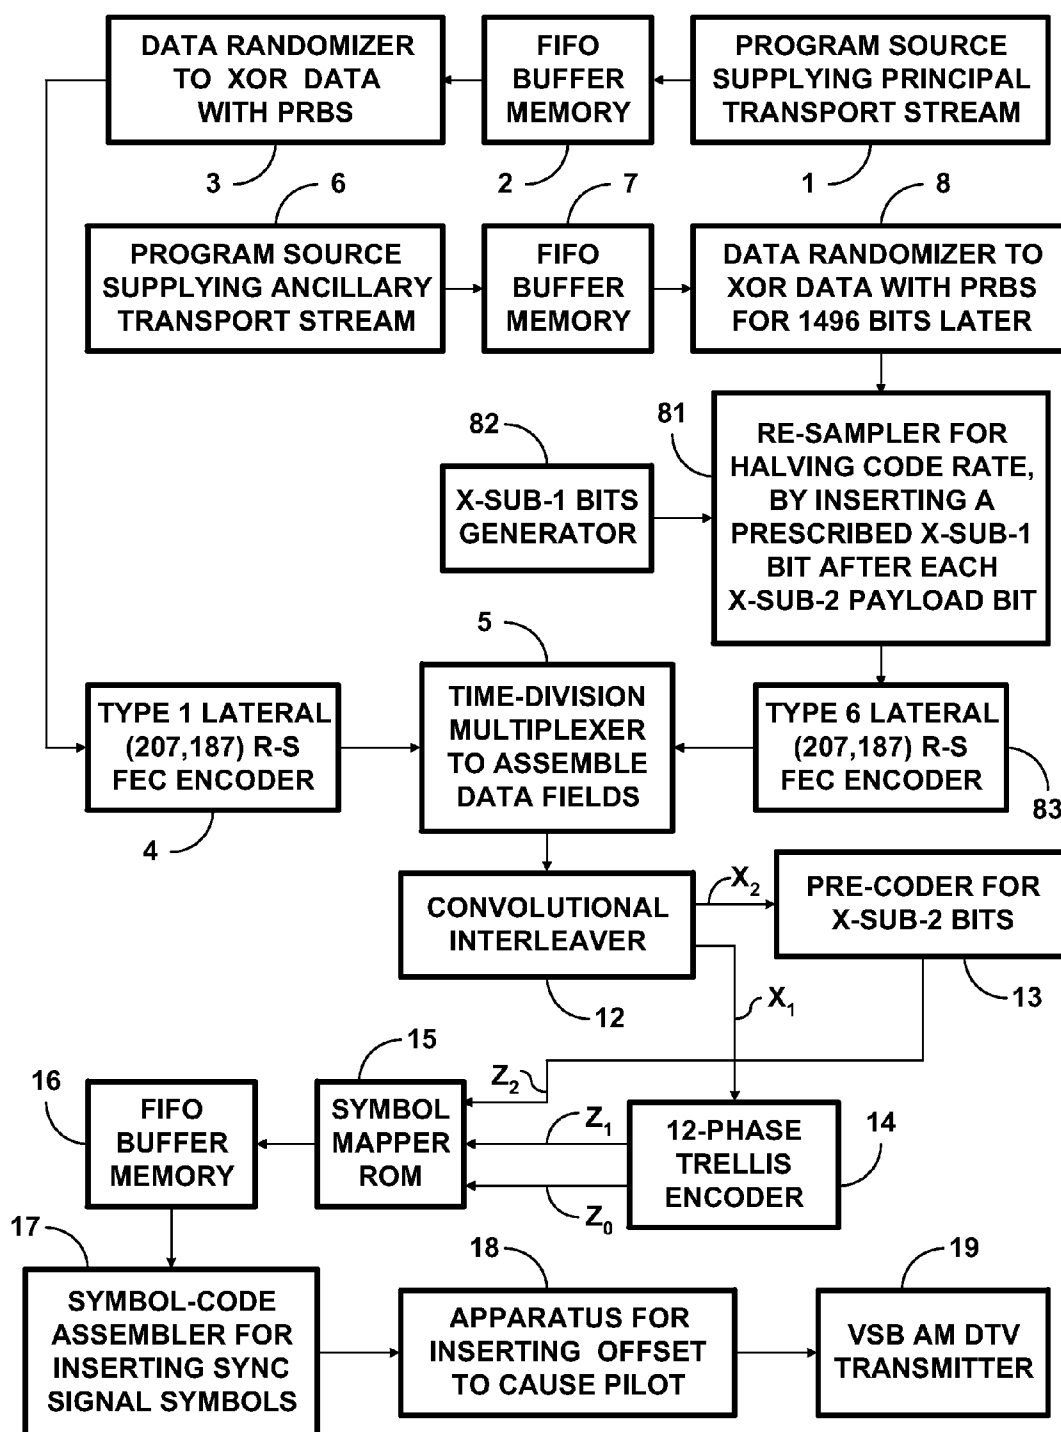 DATA RANDOMIZER
TO XOR DATA
WITH PRBS
FIFO
BUFFER
MEMORY
PROGRAM SOURCE
SUPPLYING PRINCIPAL
TRANSPORT STREAM
3
2
1
6
7
8
PROGRAM SOURCE
SUPPLYING ANCILLARY
TRANSPORT STREAM
FIFO
BUFFER
MEMORY
DATA RANDOMIZER TO
XOR DATA WITH PRBS
FOR 1496 BITS LATER
82
81
X-SUB-1 BITS
GENERATOR
RE-SAMPLER FOR
HALVING CODE RATE,
BY INSERTING A
PRESCRIBED X-SUB-1
BIT AFTER EACH
X-SUB-2 PAYLOAD BIT
5
TYPE 1 LATERAL
(207,187) R-S
FEC ENCODER
TIME-DIVISION
MULTIPLEXER
TO ASSEMBLE
DATA FIELDS
TYPE 6 LATERAL
(207,187) R-S
FEC ENCODER
4
83
CONVOLUTIONAL
INTERLEAVER
X₂
PRE-CODER FOR
X-SUB-2 BITS
12
X₁
13
15
16
Z₂
FIFO
BUFFER
MEMORY
SYMBOL
MAPPER
ROM
Z₁
Z₀
12-PHASE
TRELLIS
ENCODER
14
17
18
19
SYMBOL-CODE
ASSEMBLER FOR
INSERTING SYNC
SIGNAL SYMBOLS
APPARATUS FOR
INSERTING OFFSET
TO CAUSE PILOT
VSB AM DTV
TRANSMITTER